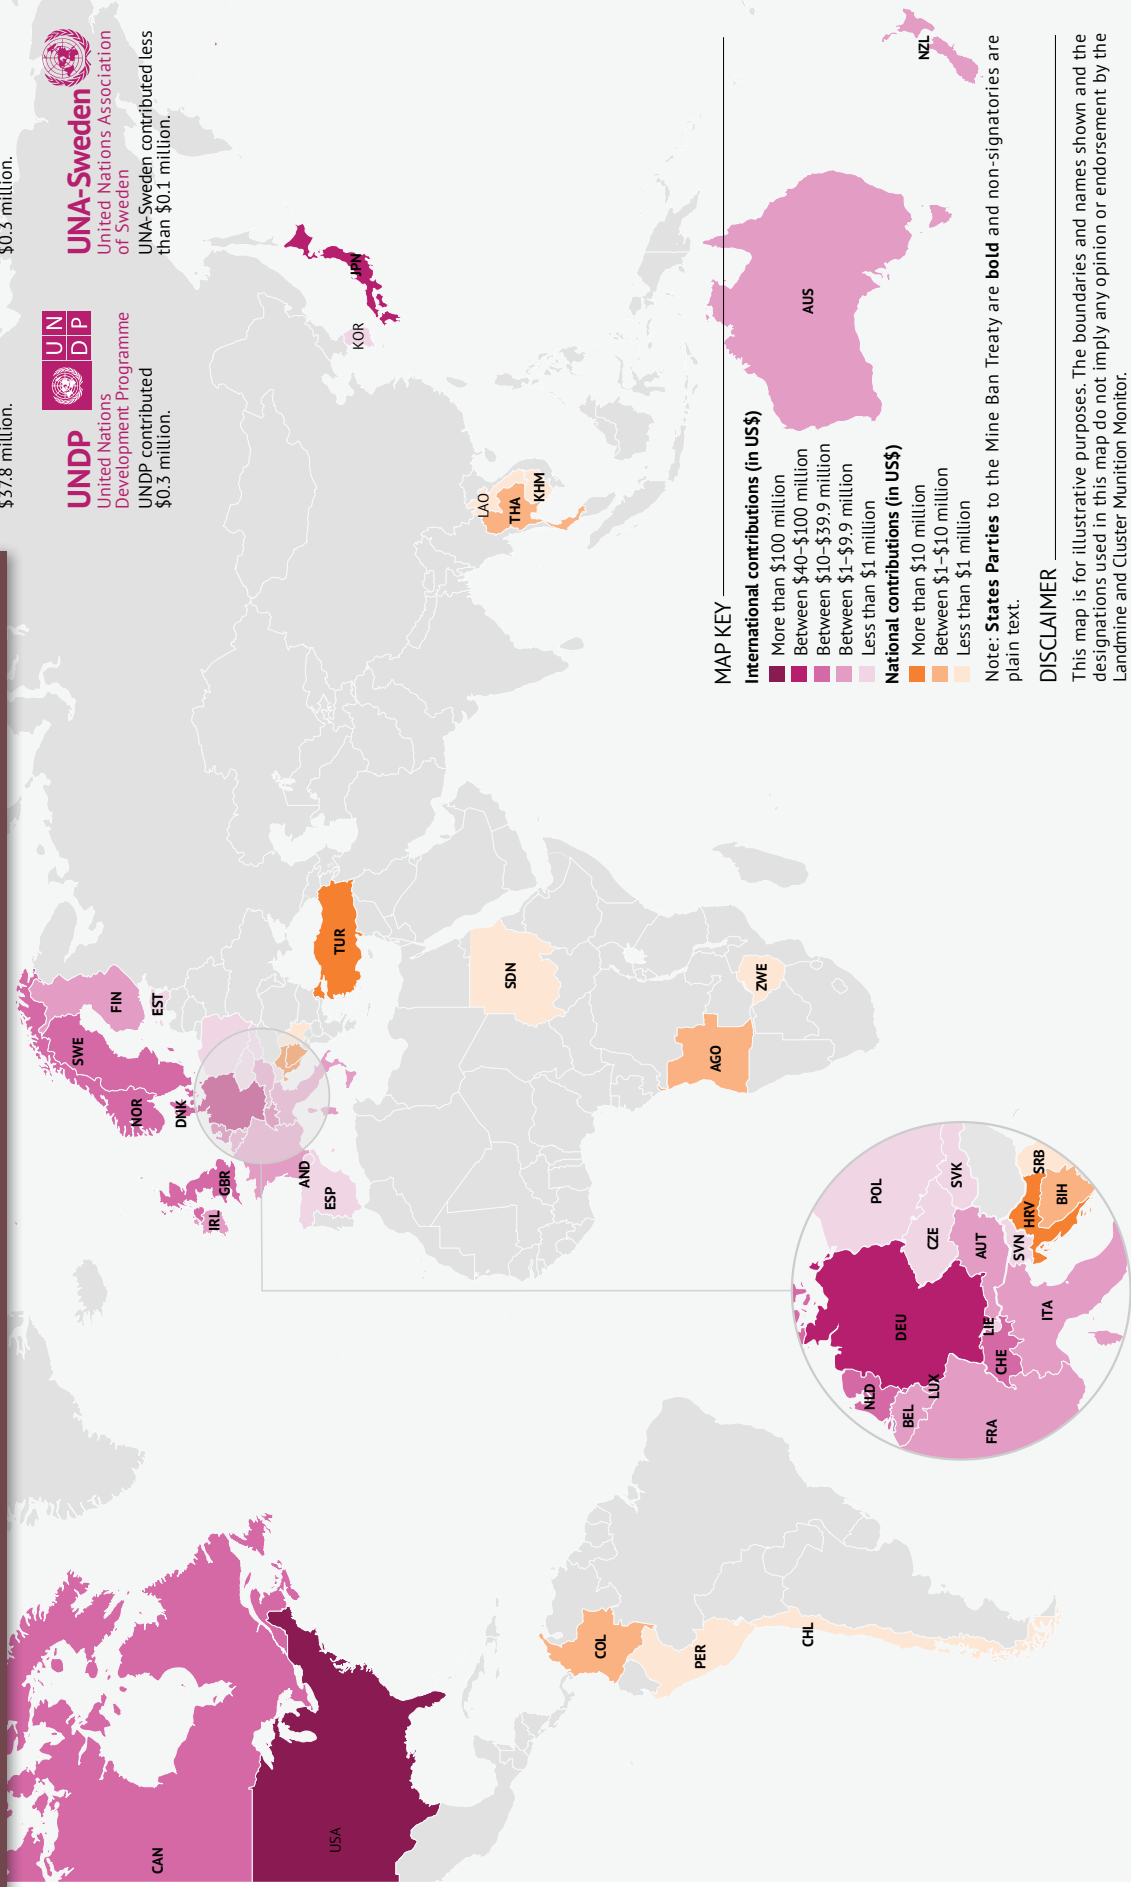 $37.8 million.
$0.3 million.
UNDP
United Nations
Development Programme
UNDP contributed
$0.3 million.
U N
D P
UNA-Sweden
United Nations Association
of Sweden
UNA-Sweden contributed less
than $0.1 million.
CAN
USA
NOR
SWE
FIN
EST
DNK
IRL
GBR
AND
ESP
TUR
KOR
JPN
LAO
THA
KHM
SDN
AGO
ZWE
COL
PER
CHL
AUS
NZL
POL
CZE
SVK
DEU
NLD
BEL
LUX
FRA
CHE
LIE
AUT
SVN
HRV
SRB
BIH
ITA
MAP KEY
International contributions (in US$)
More than $100 million
Between $40–$100 million
Between $10–$39.9 million
Between $1–$9.9 million
Less than $1 million
National contributions (in US$)
More than $10 million
Between $1–$10 million
Less than $1 million
Note: States Parties to the Mine Ban Treaty are bold and non-signatories are
plain text.
DISCLAIMER
This map is for illustrative purposes. The boundaries and names shown and the
designations used in this map do not imply any opinion or endorsement by the
Landmine and Cluster Munition Monitor.